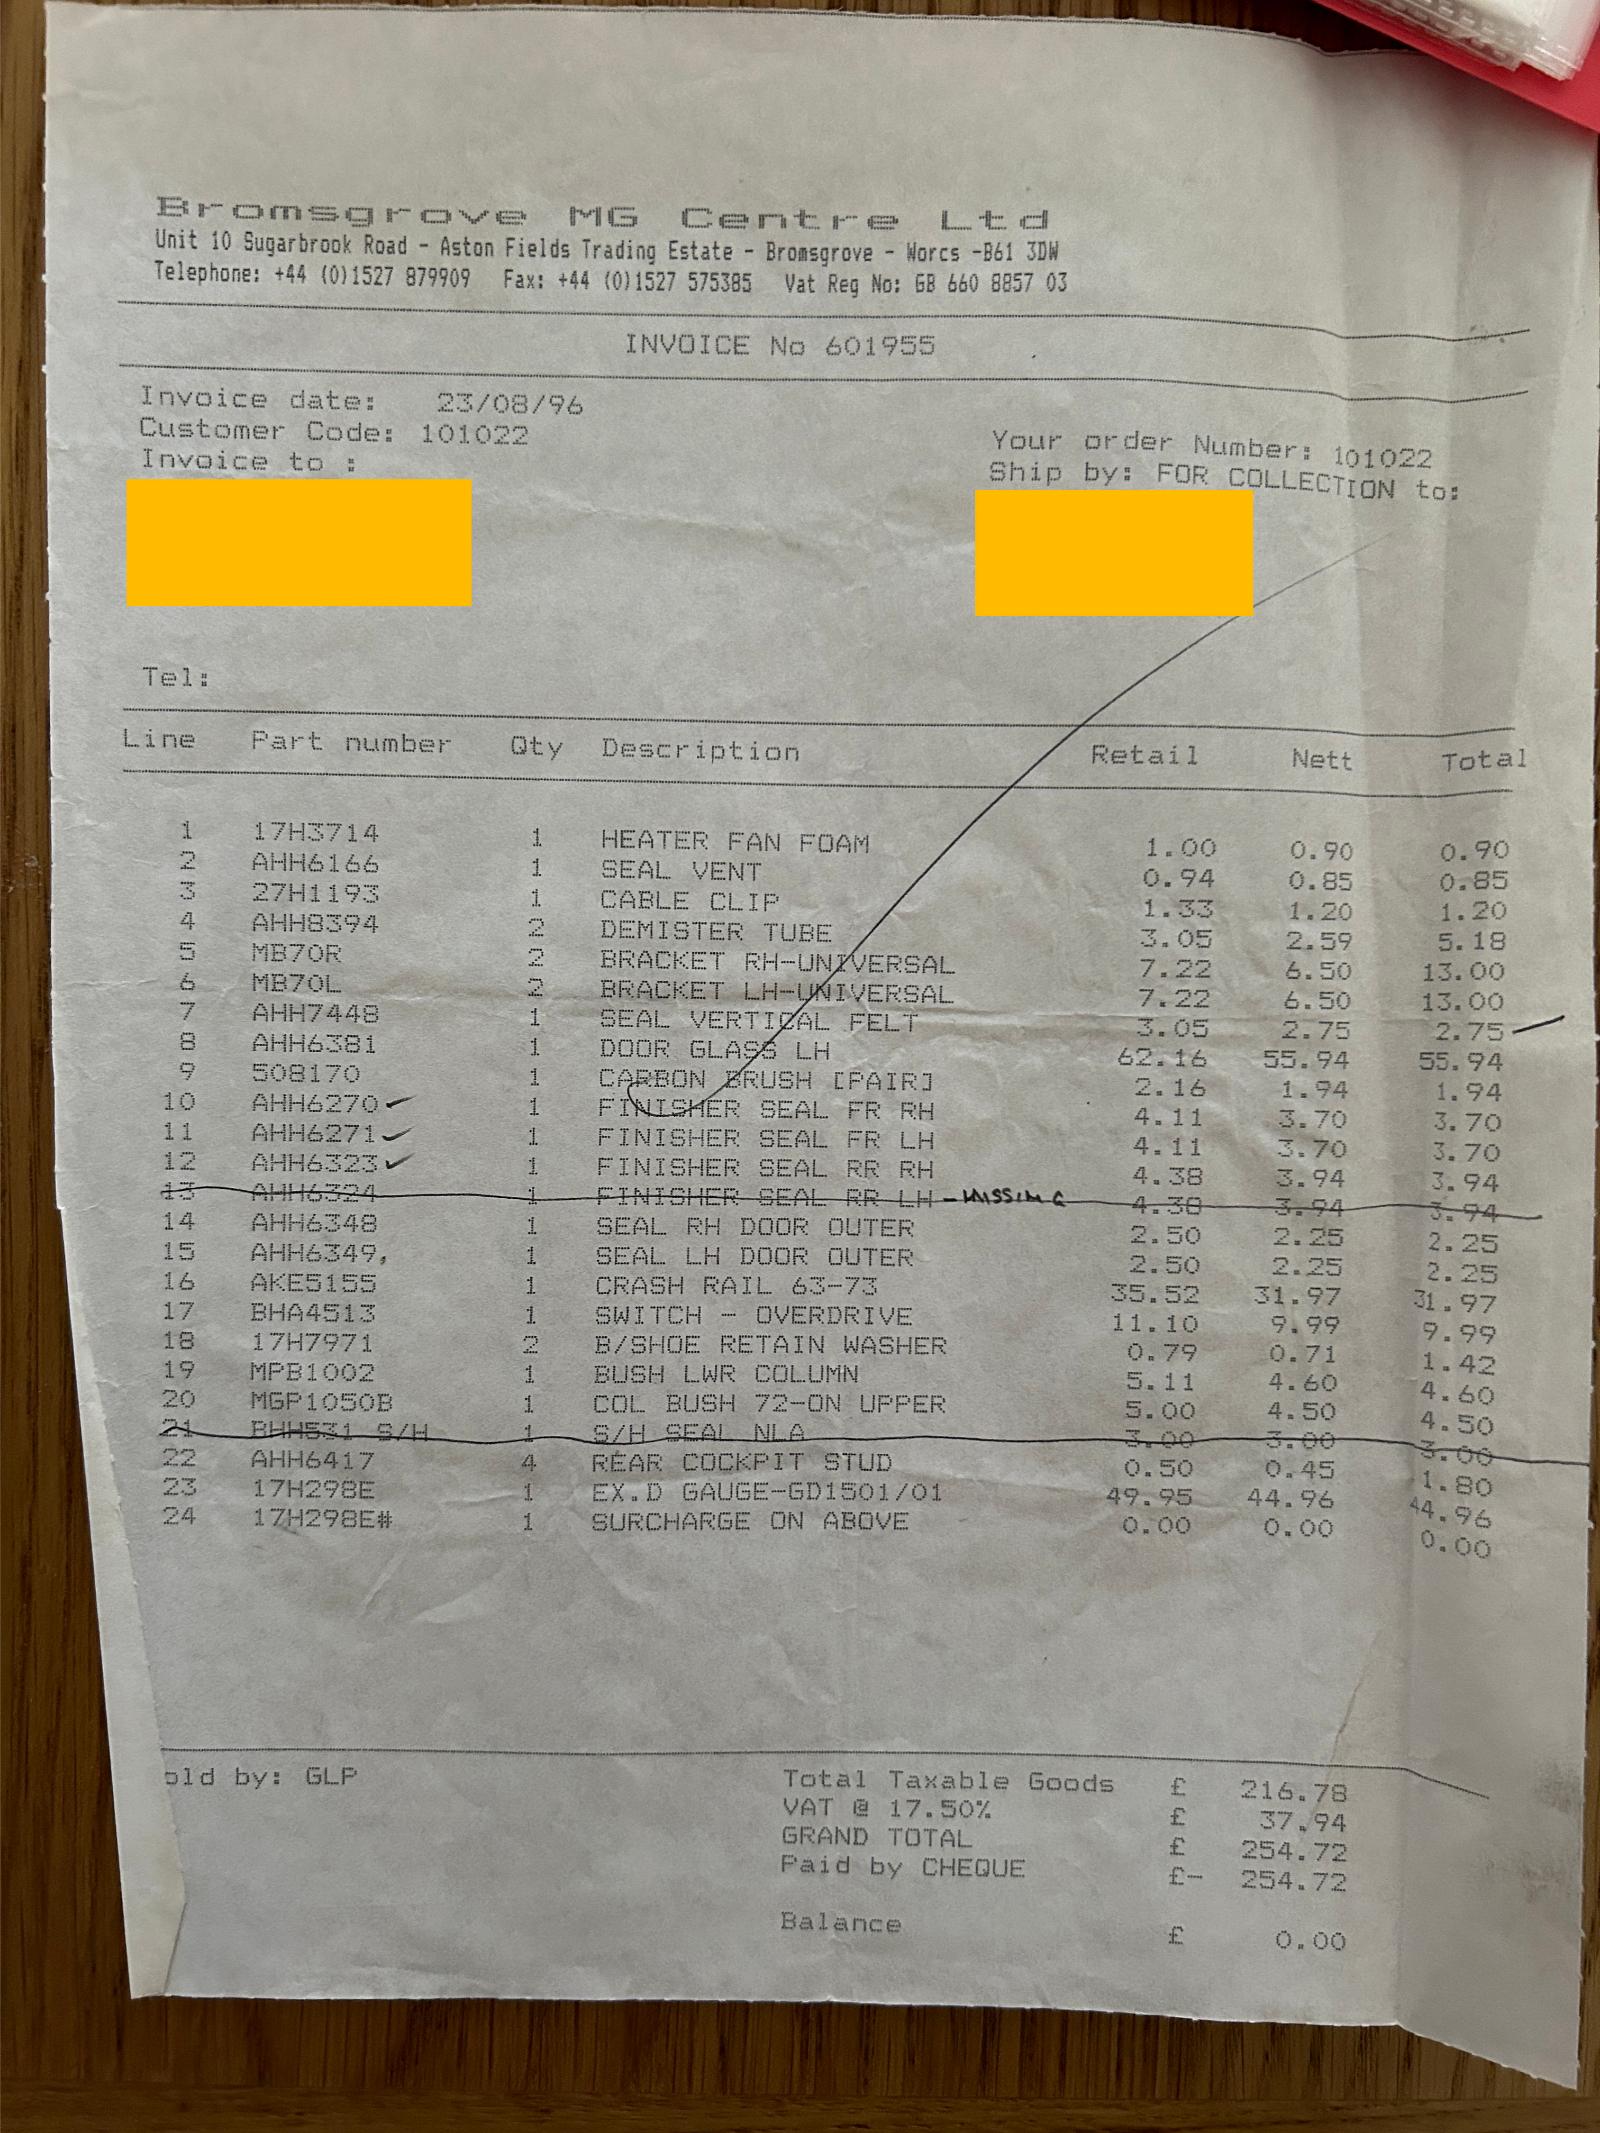 Bromsgrove MG Centre Ltd
Unit 10 Sugarbrook Road - Aston Fields Trading Estate - Bromsgrove - Worcs -B61 3DW
Telephone: +44 (0)1527 879909 Fax: +44 (0)1527 575385 Vat Reg No: GB 660 8857 03
INVOICE No 601955
Invoice date: 23/08/96
Customer Code: 101022
Invoice to :
Your order Number: 101022
Ship by: FOR COLLECTION to:
Tel:
Line Part number Qty Description Retail Nett Total
1 17H3714 1 HEATER FAN FOAM 1.00 0.90 0.90
2 AHH6166 1 SEAL VENT 0.94 0.85 0.85
3 27H1193 1 CABLE CLIP 1.33 1.20 1.20
4 AHH8394 2 DEMISTER TUBE 3.05 2.59 5.18
5 MB70R 2 BRACKET RH-UNIVERSAL 7.22 6.50 13.00
6 MB70L 2 BRACKET LH-UNIVERSAL 7.22 6.50 13.00
7 AHH7448 1 SEAL VERTICAL FELT 3.05 2.75 2.75
8 AHH6381 1 DOOR GLASS LH 62.16 55.94 55.94
9 508170 1 CARBON BRUSH [PAIR] 2.16 1.94 1.94
10 AHH6270 ✓ 1 FINISHER SEAL FR RH 4.11 3.70 3.70
11 AHH6271 ✓ 1 FINISHER SEAL FR LH 4.11 3.70 3.70
12 AHH6323 ✓ 1 FINISHER SEAL RR RH 4.38 3.94 3.94
13 AHH6324 1 FINISHER SEAL RR LH - MISSING 4.38 3.94 3.94
14 AHH6348 1 SEAL RH DOOR OUTER 2.50 2.25 2.25
15 AHH6349, 1 SEAL LH DOOR OUTER 2.50 2.25 2.25
16 AKE5155 1 CRASH RAIL 63-73 35.52 31.97 31.97
17 BHA4513 1 SWITCH - OVERDRIVE 11.10 9.99 9.99
18 17H7971 2 B/SHOE RETAIN WASHER 0.79 0.71 1.42
19 MPB1002 1 BUSH LWR COLUMN 5.11 4.60 4.60
20 MGP1050B 1 COL BUSH 72-ON UPPER 5.00 4.50 4.50
21 BHH531 S/H 1 S/H SEAL NLA 3.00 3.00 3.00
22 AHH6417 4 REAR COCKPIT STUD 0.50 0.45 1.80
23 17H298E 1 EX.D GAUGE-GD1501/01 49.95 44.96 44.96
24 17H298E# 1 SURCHARGE ON ABOVE 0.00 0.00 0.00
old by: GLP
Total Taxable Goods £ 216.78
VAT @ 17.50% £ 37.94
GRAND TOTAL £ 254.72
Paid by CHEQUE £- 254.72
Balance £ 0.00